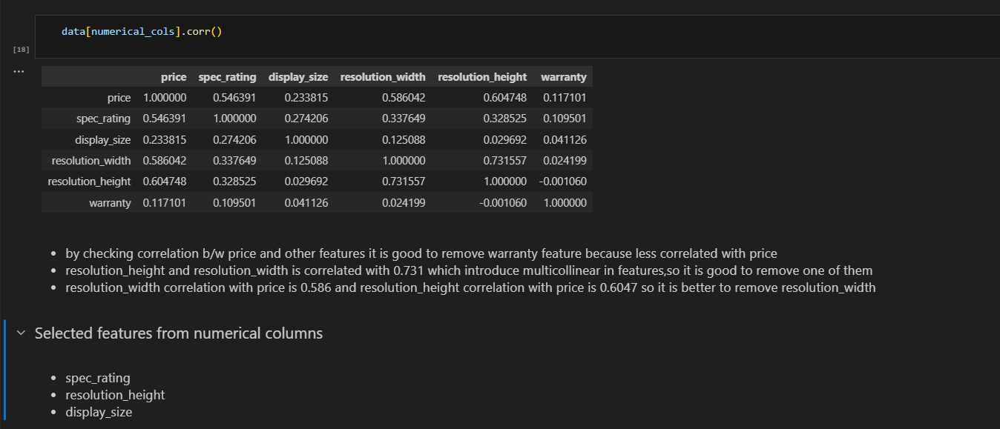 data[numerical_cols].corr()
[18]
...
price spec_rating display_size resolution_width resolution_height warranty
price 1.000000 0.546391 0.233815 0.586042 0.604748 0.117101
spec_rating 0.546391 1.000000 0.274206 0.337649 0.328525 0.109501
display_size 0.233815 0.274206 1.000000 0.125088 0.029692 0.041126
resolution_width 0.586042 0.337649 0.125088 1.000000 0.731557 0.024199
resolution_height 0.604748 0.328525 0.029692 0.731557 1.000000 -0.001060
warranty 0.117101 0.109501 0.041126 0.024199 -0.001060 1.000000
• by checking correlation b/w price and other features it is good to remove warranty feature because less correlated with price
• resolution_height and resolution_width is correlated with 0.731 which introduce multicollinear in features,so it is good to remove one of them
• resolution_width correlation with price is 0.586 and resolution_height correlation with price is 0.6047 so it is better to remove resolution_width
Selected features from numerical columns
• spec_rating
• resolution_height
• display_size